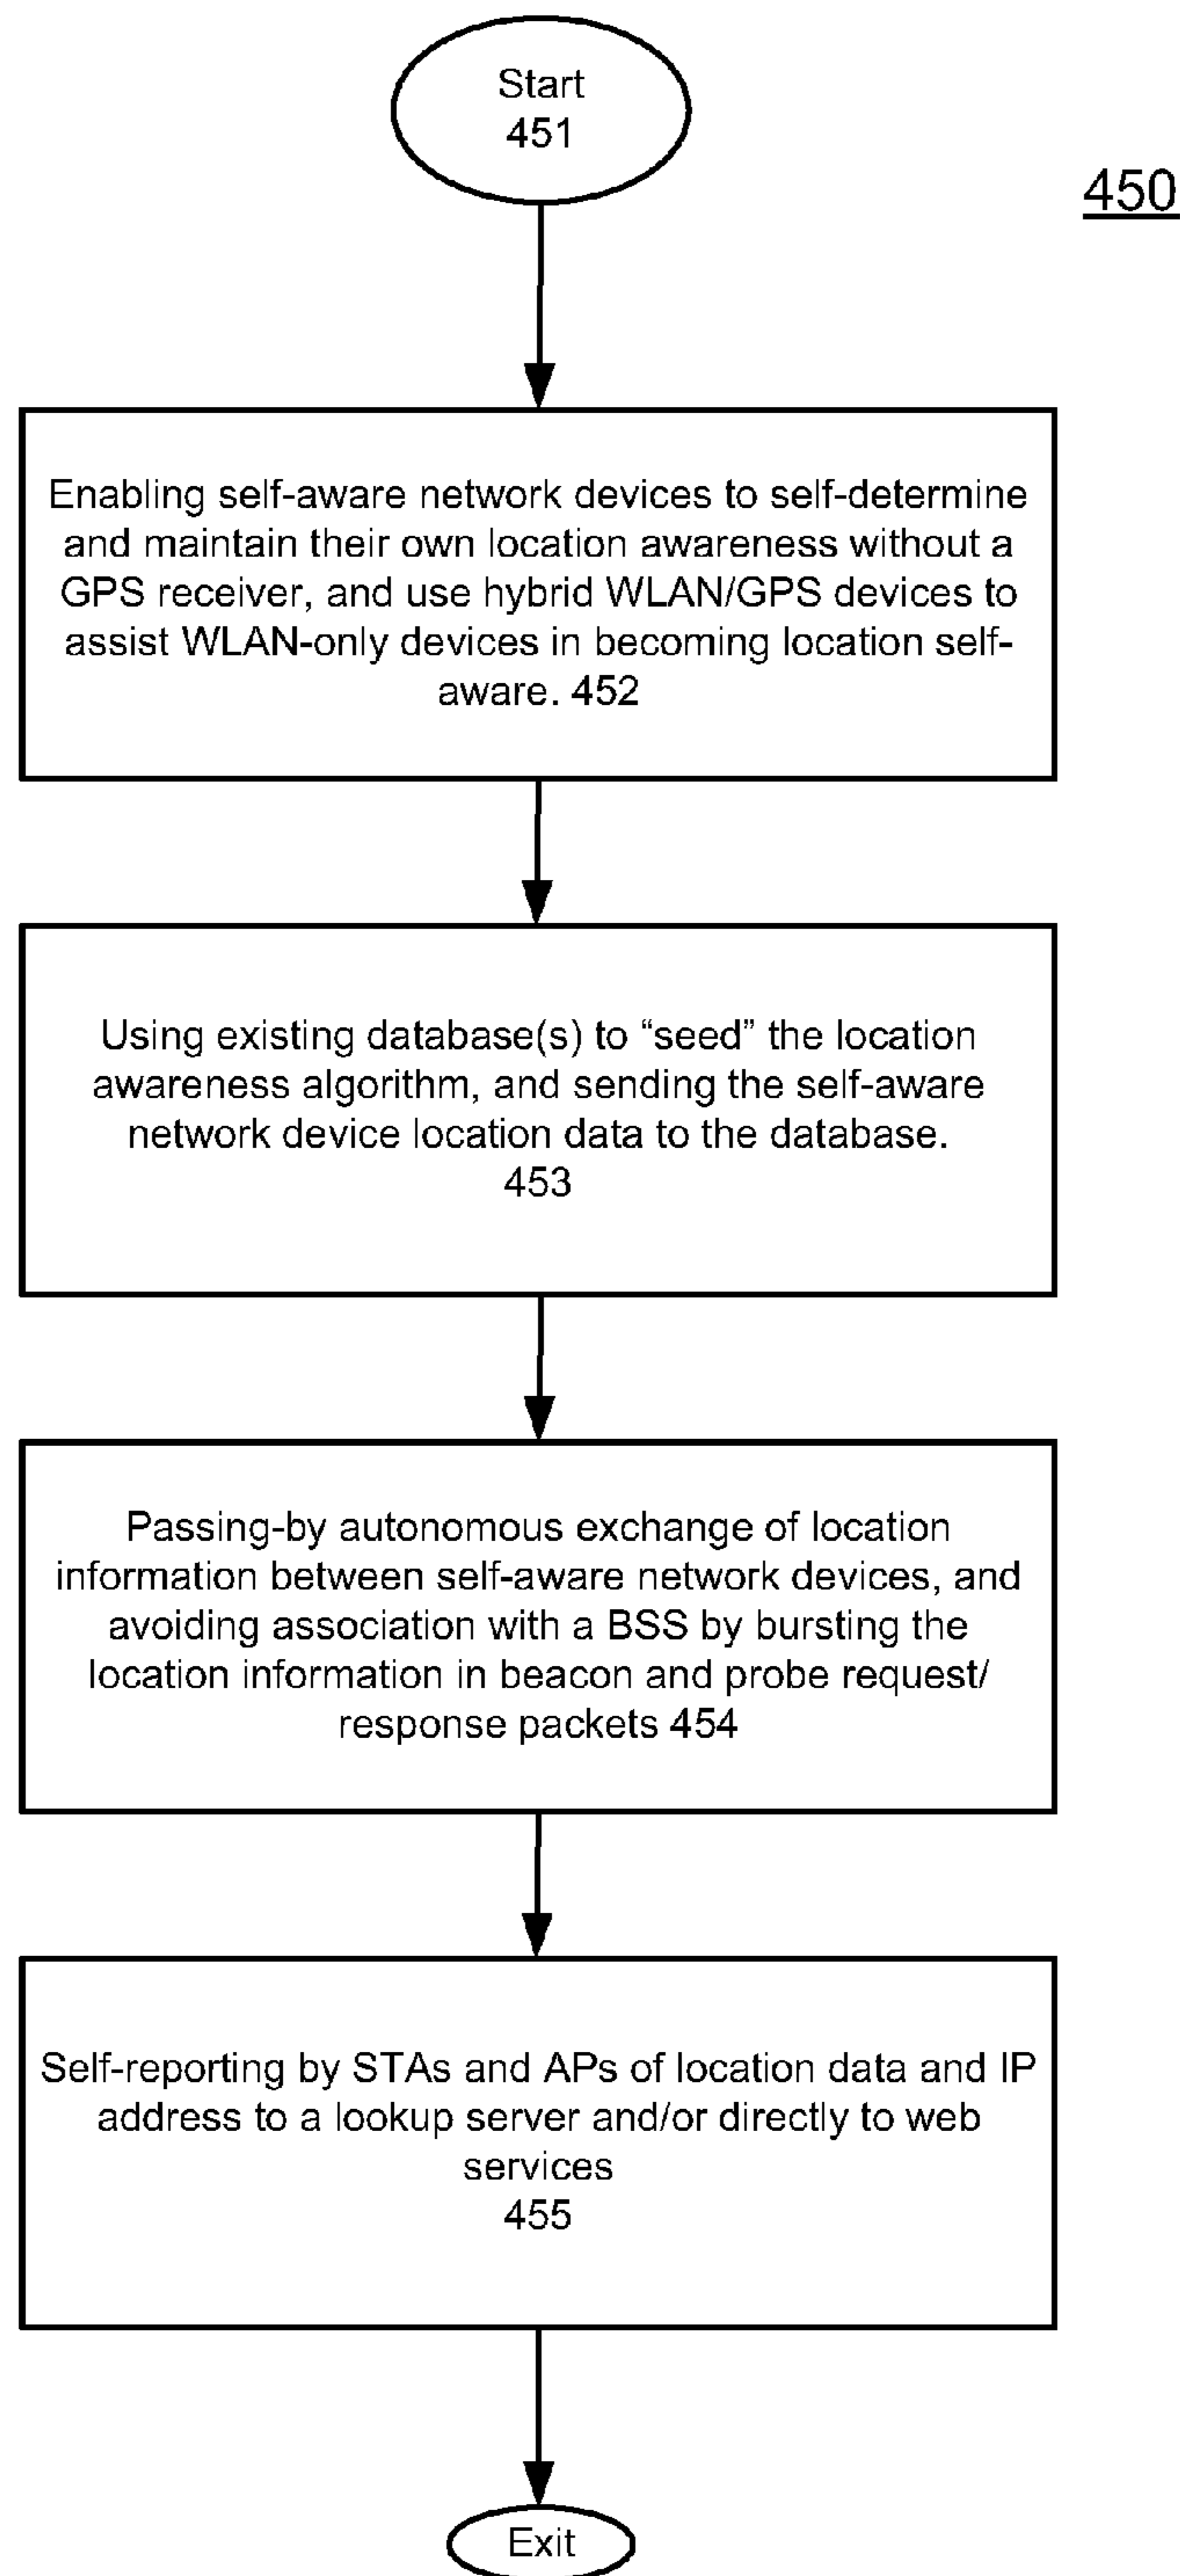 Start
451
450
Enabling self-aware network devices to self-determine
and maintain their own location awareness without a
GPS receiver, and use hybrid WLAN/GPS devices to
assist WLAN-only devices in becoming location self-
aware. 452
Using existing database(s) to “seed” the location
awareness algorithm, and sending the self-aware
network device location data to the database.
453
Passing-by autonomous exchange of location
information between self-aware network devices, and
avoiding association with a BSS by bursting the
location information in beacon and probe request/
response packets 454
Self-reporting by STAs and APs of location data and IP
address to a lookup server and/or directly to web
services
455
Exit